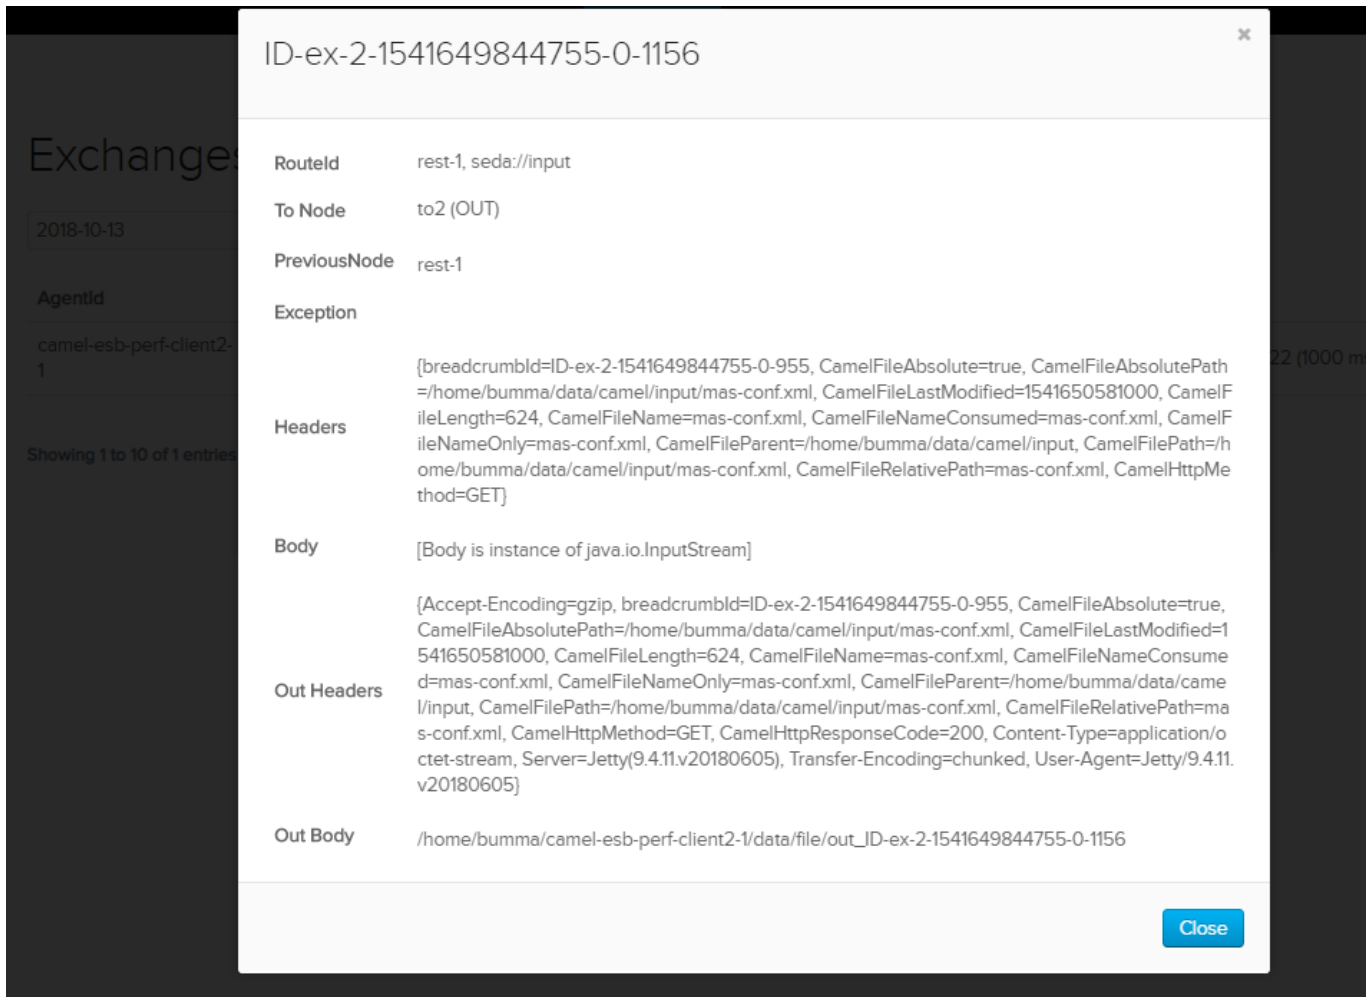 ID-ex-2-1541649844755-0-1156
×
Exchanges
2018-10-13
AgentId
camel-esb-perf-client2-
1
22 (1000 ms
Showing 1 to 10 of 1 entries
RouteId rest-1, seda://input
To Node to2 (OUT)
PreviousNode rest-1
Exception
Headers
{breadcrumbId=ID-ex-2-1541649844755-0-955, CamelFileAbsolute=true, CamelFileAbsolutePath
=/home/bumma/data/camel/input/mas-conf.xml, CamelFileLastModified=1541650581000, CamelF
ileLength=624, CamelFileName=mas-conf.xml, CamelFileNameConsumed=mas-conf.xml, CamelF
ileNameOnly=mas-conf.xml, CamelFileParent=/home/bumma/data/camel/input, CamelFilePath=/h
ome/bumma/data/camel/input/mas-conf.xml, CamelFileRelativePath=mas-conf.xml, CamelHttpMe
thod=GET}
Body [Body is instance of java.io.InputStream]
Out Headers
{Accept-Encoding=gzip, breadcrumbId=ID-ex-2-1541649844755-0-955, CamelFileAbsolute=true,
CamelFileAbsolutePath=/home/bumma/data/camel/input/mas-conf.xml, CamelFileLastModified=1
541650581000, CamelFileLength=624, CamelFileName=mas-conf.xml, CamelFileNameConsume
d=mas-conf.xml, CamelFileNameOnly=mas-conf.xml, CamelFileParent=/home/bumma/data/came
l/input, CamelFilePath=/home/bumma/data/camel/input/mas-conf.xml, CamelFileRelativePath=ma
s-conf.xml, CamelHttpMethod=GET, CamelHttpResponseCode=200, Content-Type=application/o
ctet-stream, Server=Jetty(9.4.11.v20180605), Transfer-Encoding=chunked, User-Agent=Jetty/9.4.11.
v20180605}
Out Body /home/bumma/camel-esb-perf-client2-1/data/file/out_ID-ex-2-1541649844755-0-1156
Close